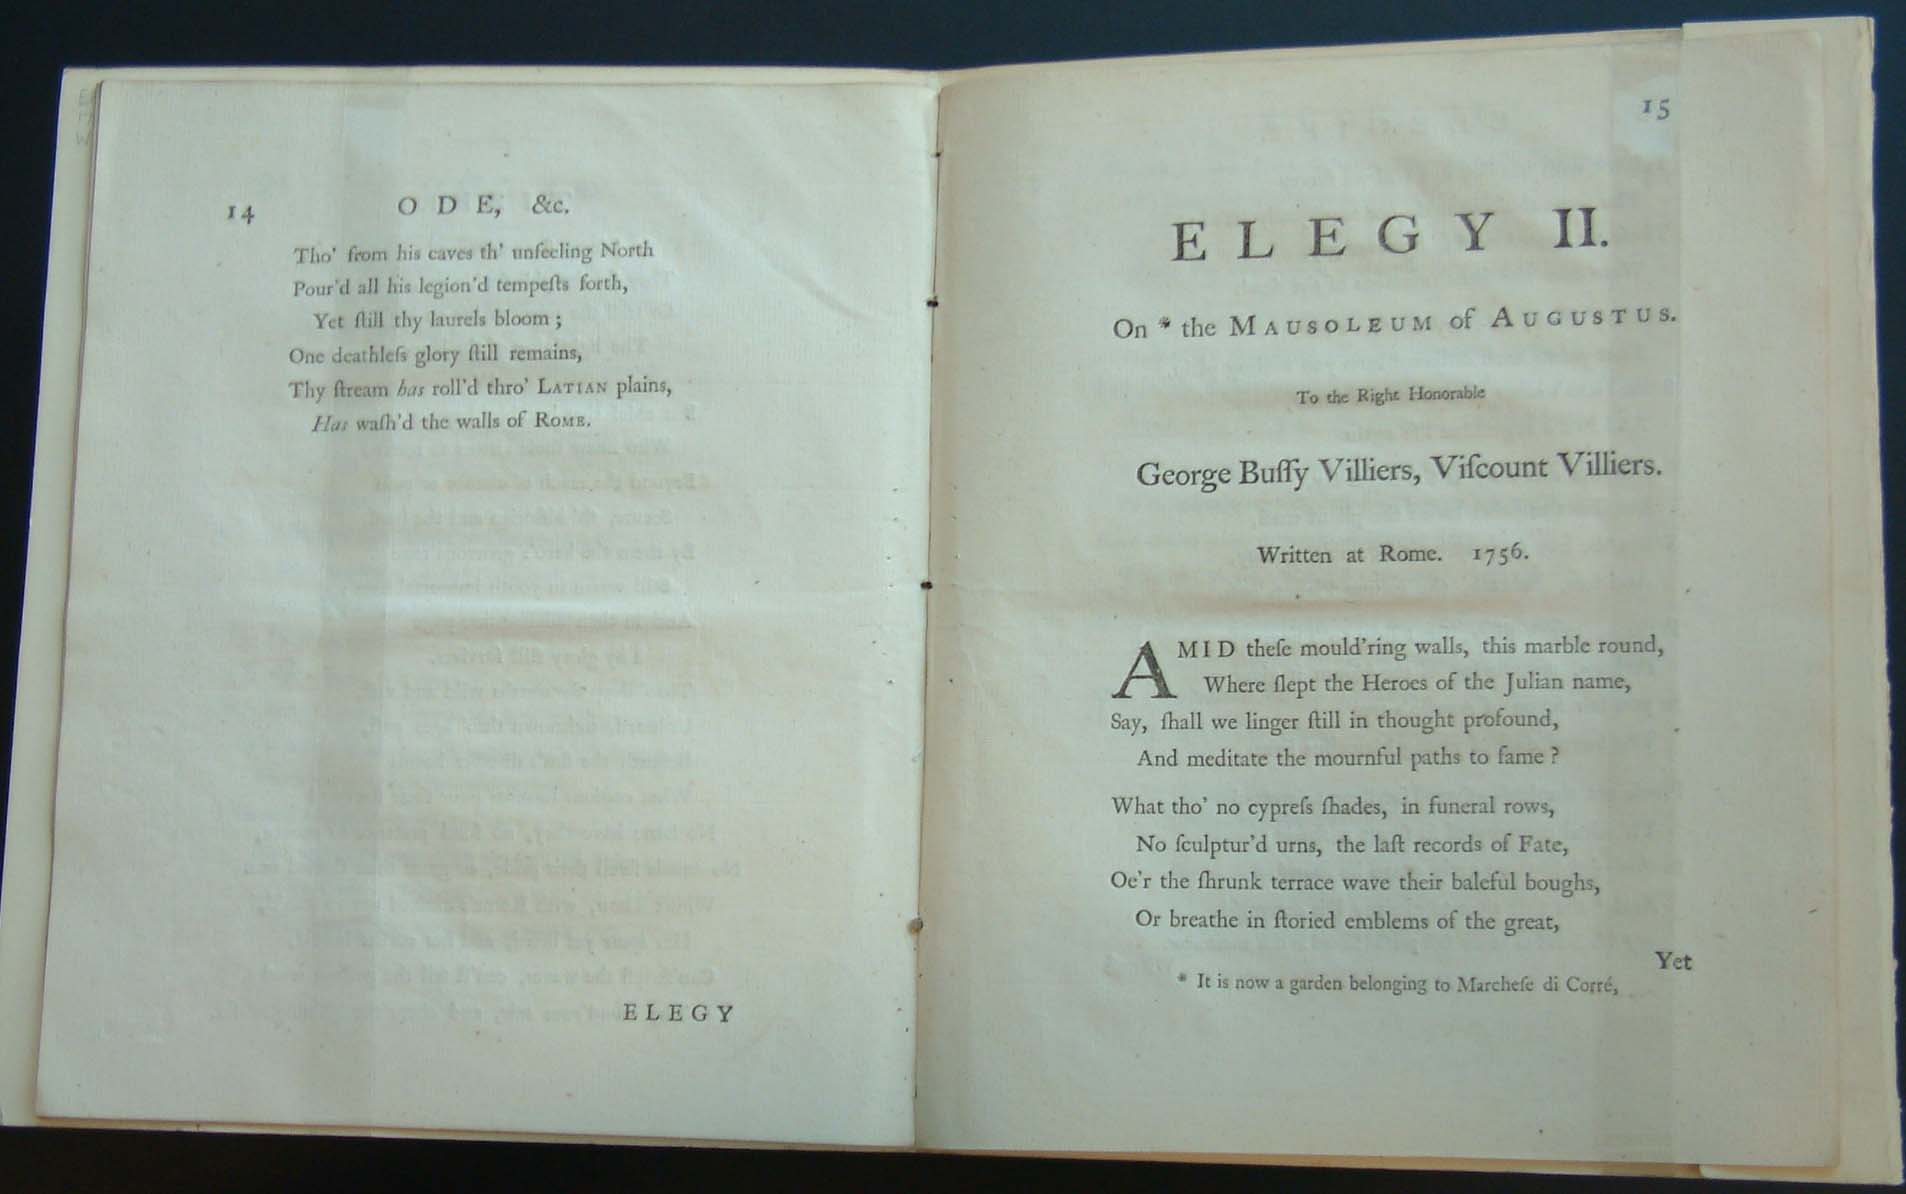 14
O D E, &c.
Tho' from his caves th' unfeeling North
Pour'd all his legion'd tempeſts forth,
Yet ſtill thy laurels bloom ;
One deathleſs glory ſtill remains,
Thy ſtream has roll'd thro' LATIAN plains,
Has waſh'd the walls of ROME.
ELEGY
15
ELEGY II.
On * the MAUSOLEUM of AUGUSTUS.
To the Right Honorable
George Buſſy Villiers, Viſcount Villiers.
Written at Rome. 1756.
AMID theſe mould'ring walls, this marble round,
Where ſlept the Heroes of the Julian name,
Say, ſhall we linger ſtill in thought profound,
And meditate the mournful paths to fame ?
What tho' no cypreſs ſhades, in funeral rows,
No ſculptur'd urns, the laſt records of Fate,
Oe'r the ſhrunk terrace wave their baleful boughs,
Or breathe in ſtoried emblems of the great,
Yet
* It is now a garden belonging to Marcheſe di Corré,